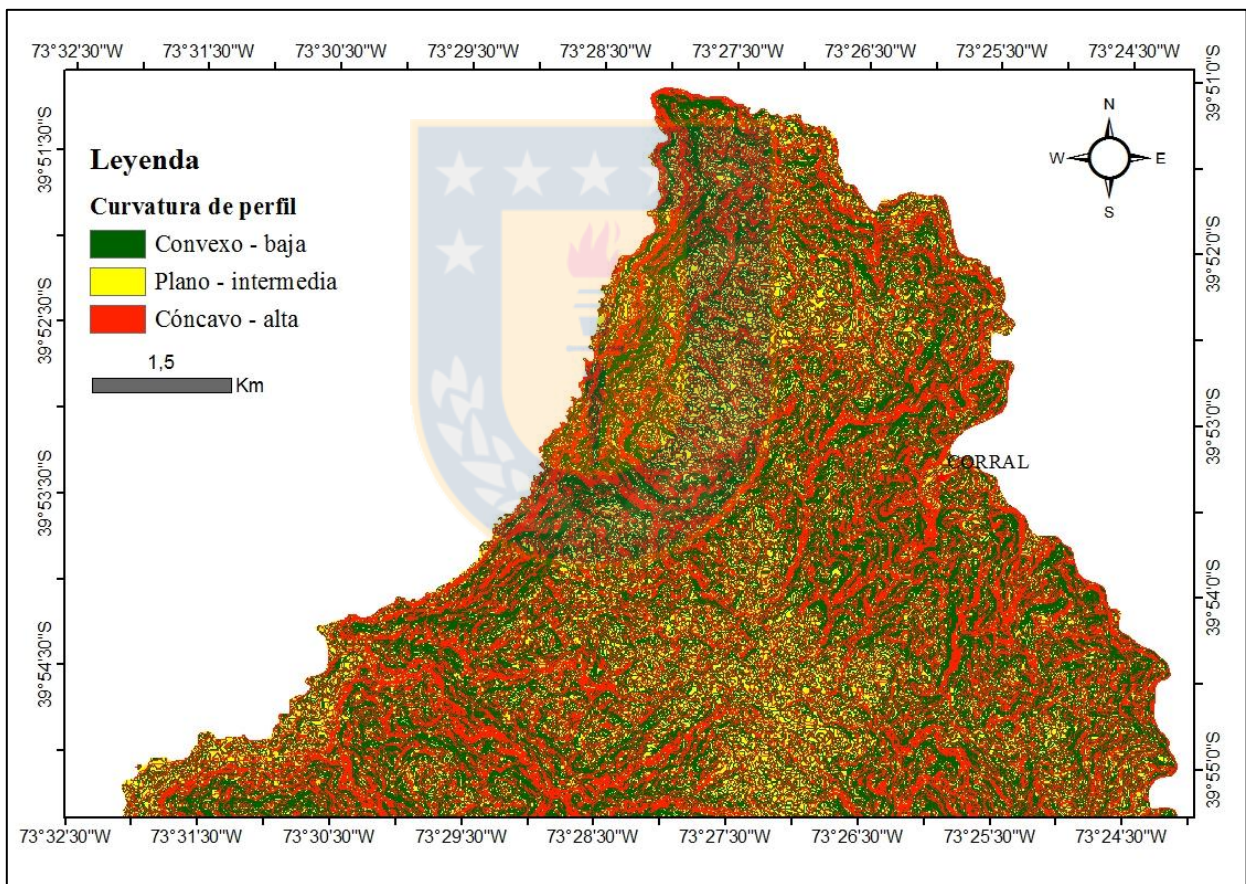 73°32'30"W 73°31'30"W 73°30'30"W 73°29'30"W 73°28'30"W 73°27'30"W 73°26'30"W 73°25'30"W 73°24'30"W
39°51'30"S
39°52'30"S
39°53'30"S
39°54'30"S
Leyenda
Curvatura de perfil
Convexo - baja
Plano - intermedia
Cóncavo - alta
1,5
Km
N
W E
S
CORRAL
39°51'0"S
39°52'0"S
39°53'0"S
39°54'0"S
39°55'0"S
73°32'30"W 73°31'30"W 73°30'30"W 73°29'30"W 73°28'30"W 73°27'30"W 73°26'30"W 73°25'30"W 73°24'30"W